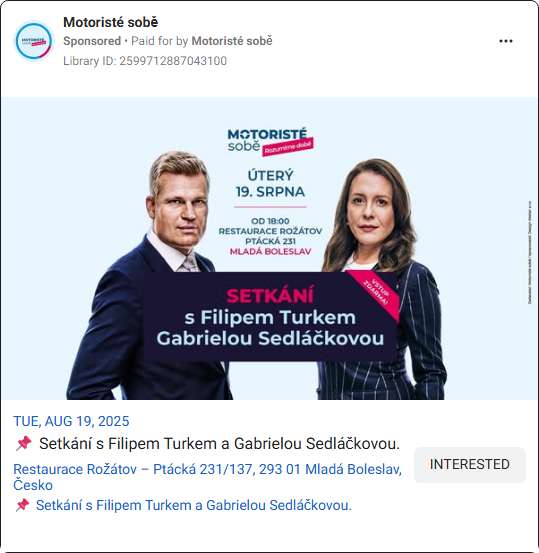 Motoristé sobě
Sponsored • Paid for by Motoristé sobě
Library ID: 2599712887043100
MOTORISTÉ
sobě
Rozumíme době
ÚTERÝ
19. SRPNA
OD 18:00
RESTAURACE ROŽÁTOV
PTÁCKÁ 231
MLADÁ BOLESLAV
VSTUP
ZDARMA!
SETKÁNÍ
s Filipem Turkem
Gabrielou Sedláčkovou
TUE, AUG 19, 2025
📌 Setkání s Filipem Turkem a Gabrielou Sedláčkovou.
INTERESTED
Restaurace Rožátov – Ptácká 231/137, 293 01 Mladá Boleslav,
Česko
📌 Setkání s Filipem Turkem a Gabrielou Sedláčkovou.